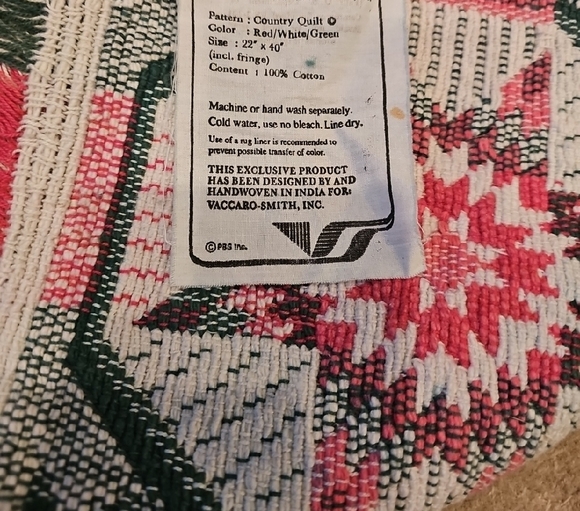 Pattern : Country Quilt ©
Color : Red/White/Green
Size : 22" x 40"
(incl. fringe)
Content : 100% Cotton
Machine or hand wash separately.
Cold water, use no bleach. Line dry.
Use of a rug liner is recommended to
prevent possible transfer of color.
THIS EXCLUSIVE PRODUCT
HAS BEEN DESIGNED BY AND
HANDWOVEN IN INDIA FOR:
VACCARO-SMITH, INC.
© PBS Inc.